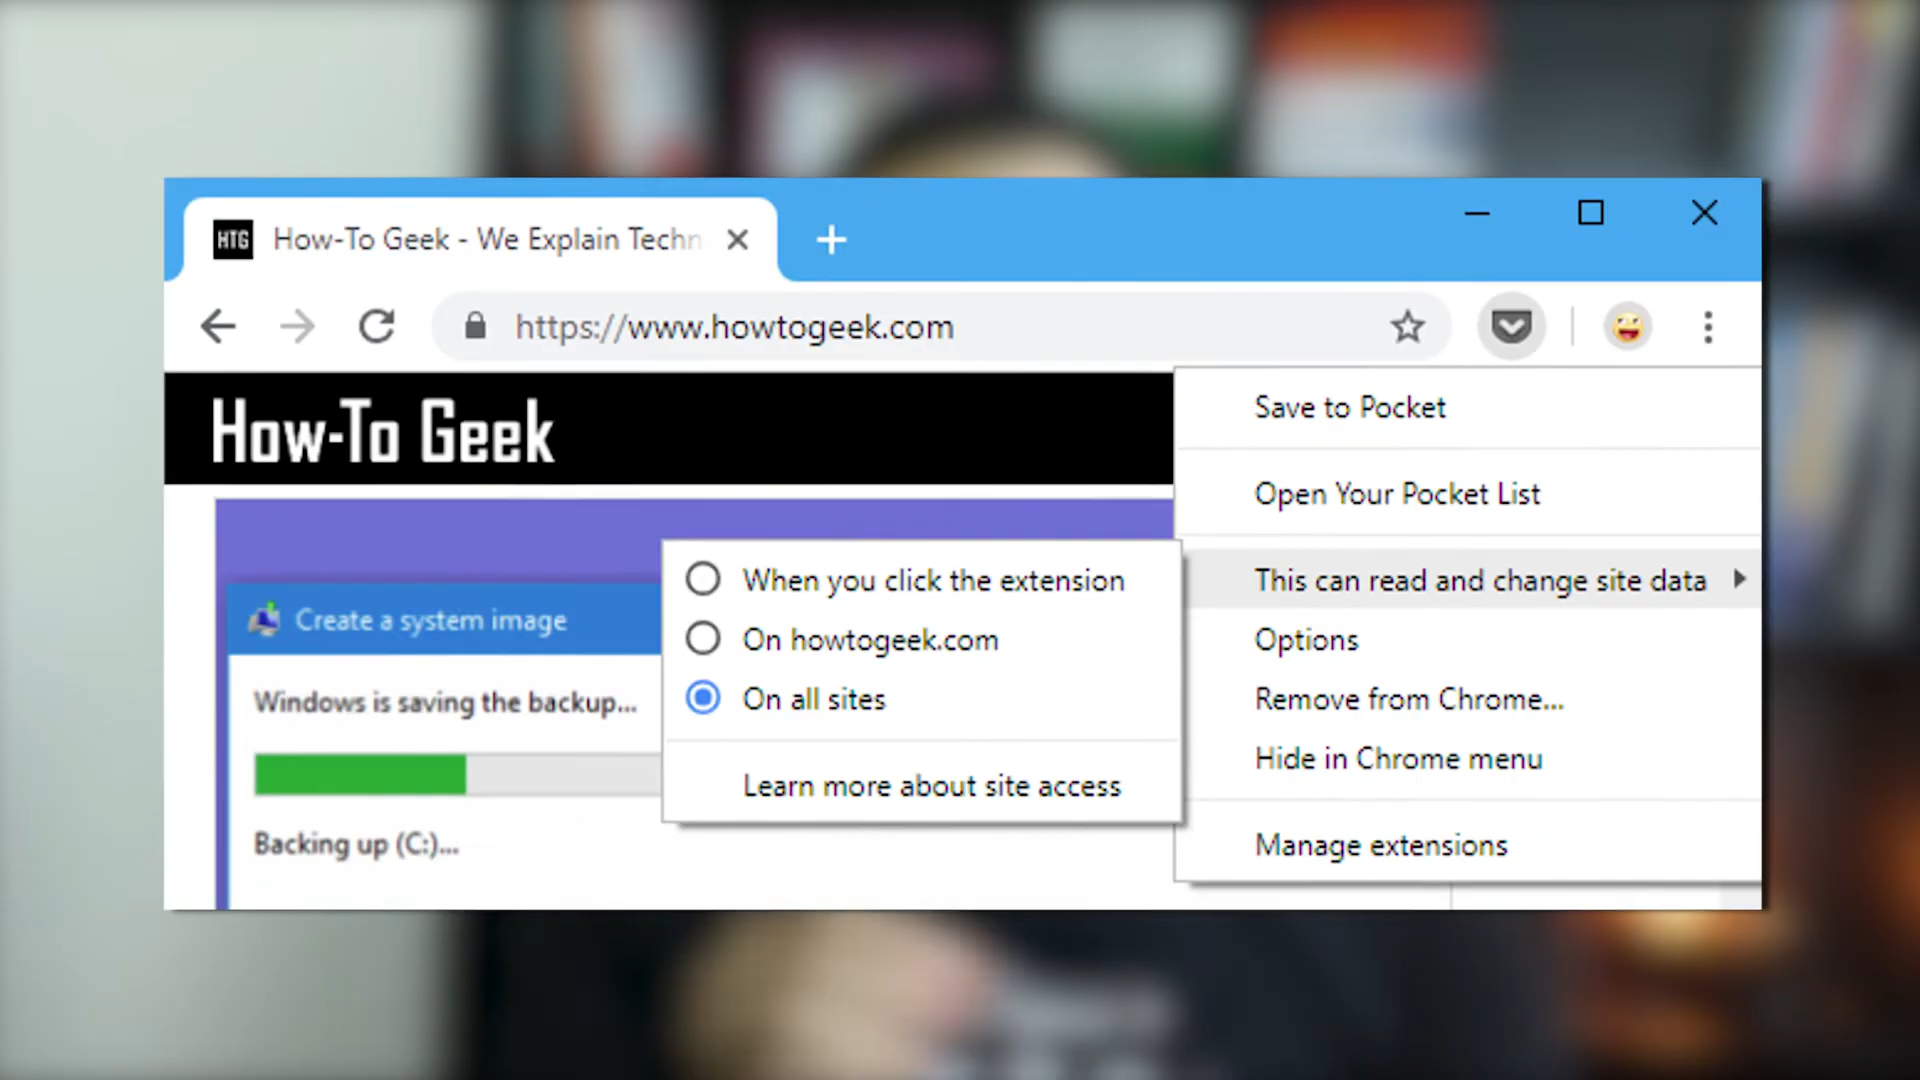 HTG How-To Geek - We Explain Techn
https://www.howtogeek.com
How-To Geek
Save to Pocket
Open Your Pocket List
This can read and change site data
Options
Remove from Chrome...
Hide in Chrome menu
Manage extensions
When you click the extension
On howtogeek.com
On all sites
Learn more about site access
Create a system image
Windows is saving the backup...
Backing up (C:)...